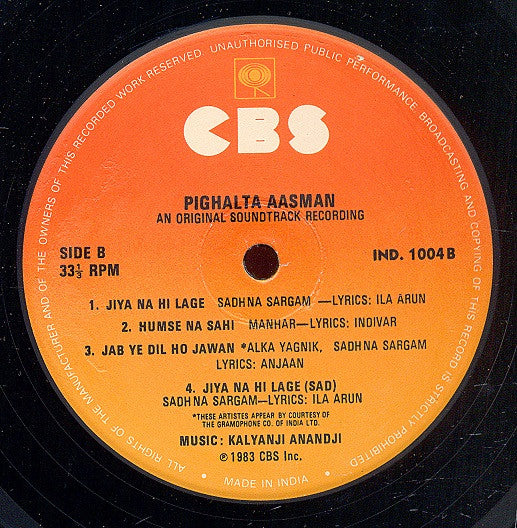 ALL RIGHTS OF THE MANUFACTURER AND OF THE OWNERS OF THIS RECORDED WORK RESERVED. UNAUTHORISED PUBLIC PERFORMANCE, BROADCASTING AND COPYING OF THIS RECORD IS STRICTLY PROHIBITED
CBS
PIGHALTA AASMAN
AN ORIGINAL SOUNDTRACK RECORDING
SIDE B IND. 1004 B
33⅓ RPM
1. JIYA NA HI LAGE SADHNA SARGAM —LYRICS: ILA ARUN
2. HUMSE NA SAHI MANHAR—LYRICS: INDIVAR
3. JAB YE DIL HO JAWAN *ALKA YAGNIK, SADHNA SARGAM
LYRICS: ANJAAN
4. JIYA NA HI LAGE (SAD)
SADHNA SARGAM—LYRICS: ILA ARUN
*THESE ARTISTES APPEAR BY COURTESY OF
THE GRAMOPHONE CO. OF INDIA LTD.
MUSIC: KALYANJI ANANDJI
℗ 1983 CBS Inc.
MADE IN INDIA